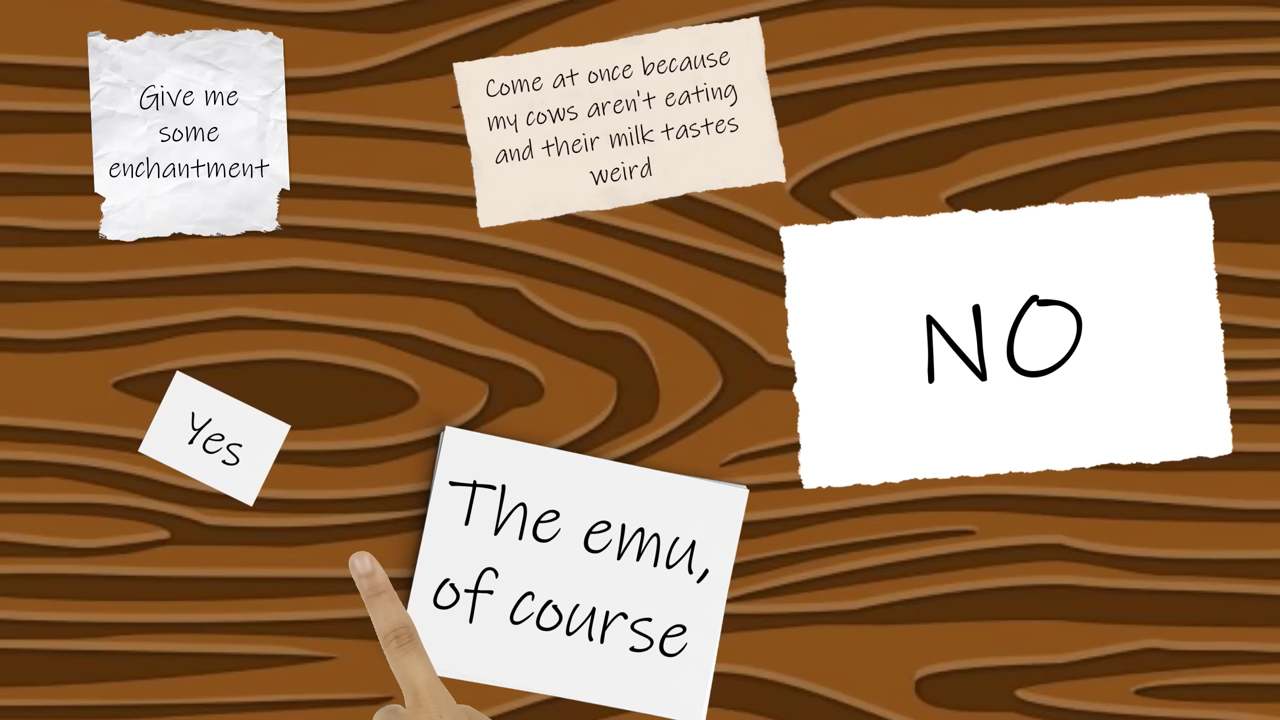 Give me
some
enchantment
Come at once because
my cows aren't eating
and their milk tastes
weird
NO
Yes
The emu,
of course